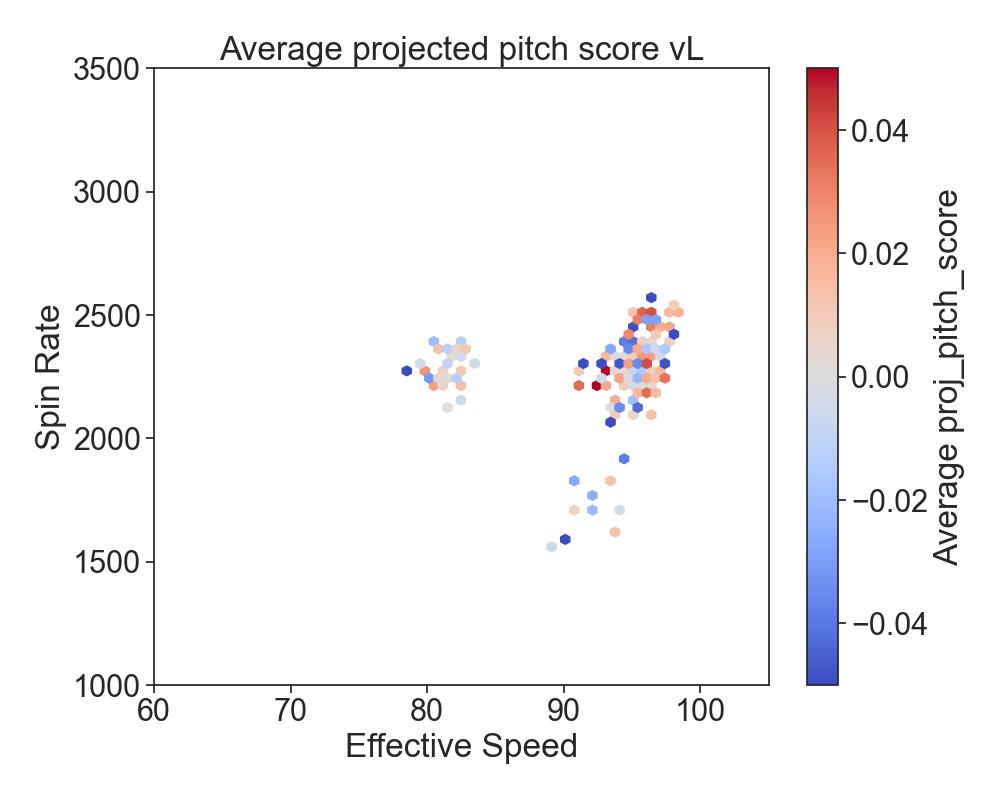 Average projected pitch score vL
3500
3000
2500
2000
1500
1000
Spin Rate
60 70 80 90 100
Effective Speed
0.04
0.02
0.00
−0.02
−0.04
Average proj_pitch_score